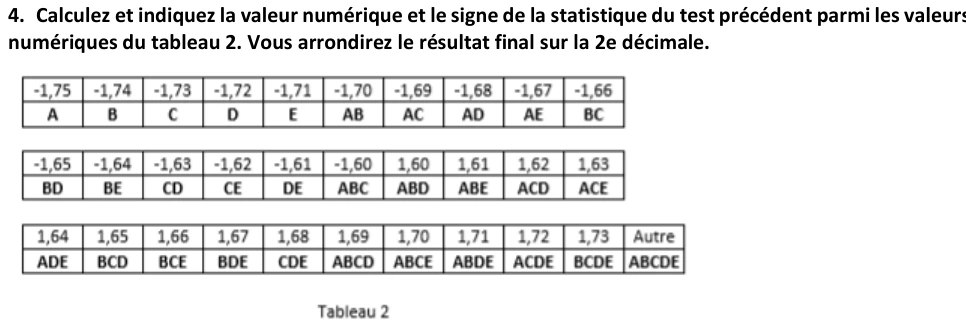 4. Calculez et indiquez la valeur numérique et le signe de la statistique du test précédent parmi les valeurs
numériques du tableau 2. Vous arrondirez le résultat final sur la 2e décimale.
-1,75 -1,74 -1,73 -1,72 -1,71 -1,70 -1,69 -1,68 -1,67 -1,66
A B C D E AB AC AD AE BC
-1,65 -1,64 -1,63 -1,62 -1,61 -1,60 1,60 1,61 1,62 1,63
BD BE CD CE DE ABC ABD ABE ACD ACE
1,64 1,65 1,66 1,67 1,68 1,69 1,70 1,71 1,72 1,73 Autre
ADE BCD BCE BDE CDE ABCD ABCE ABDE ACDE BCDE ABCDE
Tableau 2